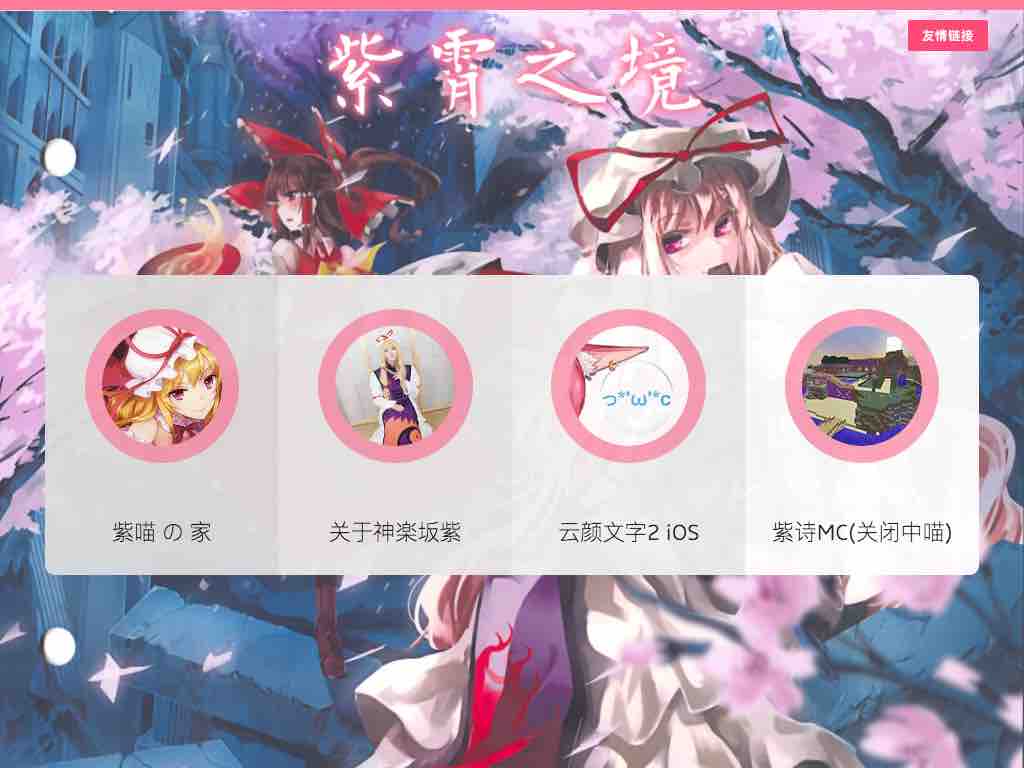 友情链接
紫霄之境
つ*'ω'*c
紫喵 の 家
关于神楽坂紫
云颜文字2 iOS
紫诗MC(关闭中喵)